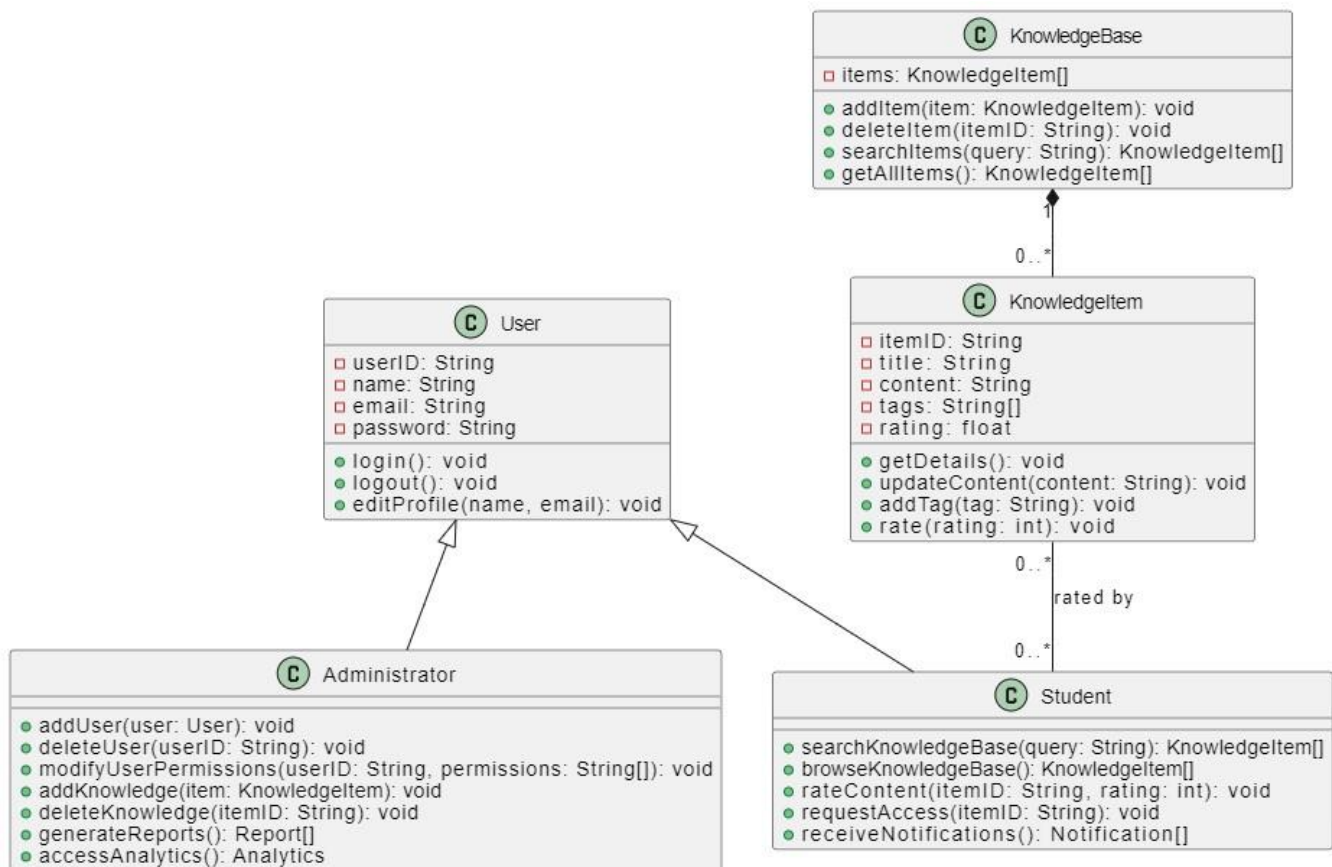 C KnowledgeBase
items: KnowledgeItem[]
addItem(item: KnowledgeItem): void
deleteItem(itemID: String): void
searchItems(query: String): KnowledgeItem[]
getAllItems(): KnowledgeItem[]
1
0..*
C KnowledgeItem
itemID: String
title: String
content: String
tags: String[]
rating: float
getDetails(): void
updateContent(content: String): void
addTag(tag: String): void
rate(rating: int): void
C User
userID: String
name: String
email: String
password: String
login(): void
logout(): void
editProfile(name, email): void
0..*
rated by
0..*
C Administrator
addUser(user: User): void
deleteUser(userID: String): void
modifyUserPermissions(userID: String, permissions: String[]): void
addKnowledge(item: KnowledgeItem): void
deleteKnowledge(itemID: String): void
generateReports(): Report[]
accessAnalytics(): Analytics
C Student
searchKnowledgeBase(query: String): KnowledgeItem[]
browseKnowledgeBase(): KnowledgeItem[]
rateContent(itemID: String, rating: int): void
requestAccess(itemID: String): void
receiveNotifications(): Notification[]